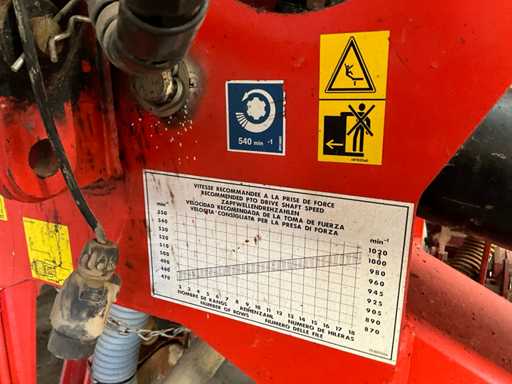 540 min -1
VITESSE RECOMMANDEE A LA PRISE DE FORCE
RECOMMENDED PTO DRIVE SHAFT SPEED
ZAPFWELLENDREHZAHLEN
VELOCIDAD RECOMENDADA DE LA TOMA DE FUERZA
VELOCITA' CONSIGLIATA PER LA PRESA DI FORZA
min-1
min-1
550
540
530
520
510
500
490
480
470
1020
1000
980
960
945
925
905
890
870
2 3 4 5 6 7 8 9 10 11 12 13 14 15 16 17 18
NOMBRE DE RANGS REIHENZAHL NUMERO DE HILERAS
NUMBER OF ROWS NUMERO DELLE FILE